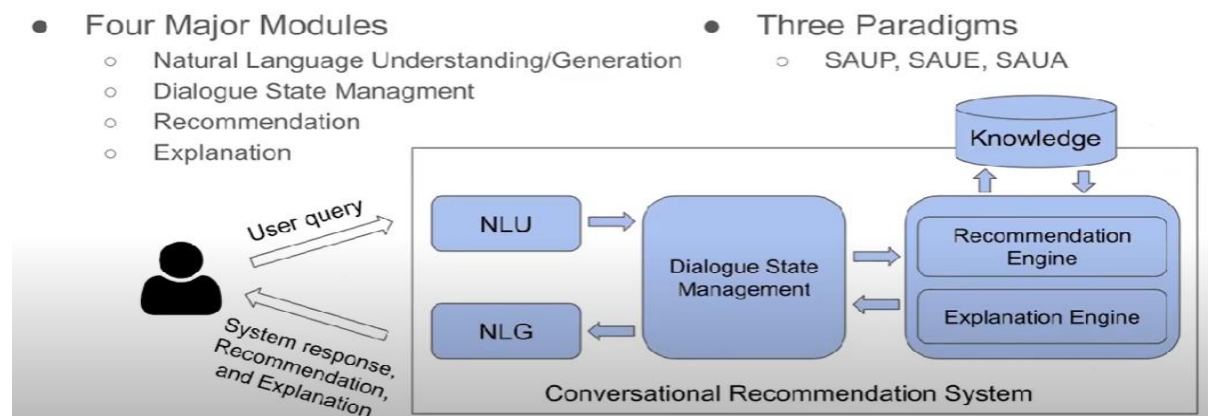 Four Major Modules
Natural Language Understanding/Generation
Dialogue State Managment
Recommendation
Explanation
Three Paradigms
SAUP, SAUE, SAUA
Knowledge
User query
NLU
Dialogue State
Management
Recommendation
Engine
Explanation Engine
NLG
System response,
Recommendation,
and Explanation
Conversational Recommendation System